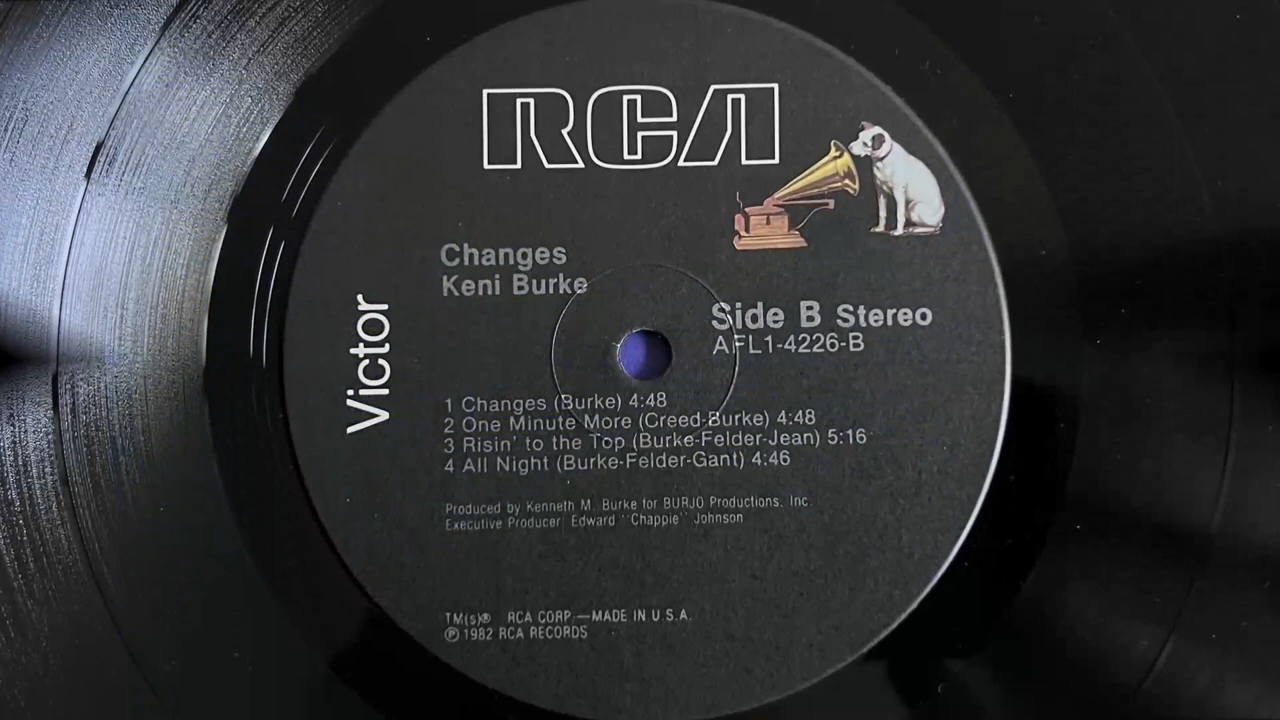 RCA
Victor
Changes
Keni Burke
Side B Stereo
AFL1-4226-B
1 Changes (Burke) 4:48
2 One Minute More (Creed-Burke) 4:48
3 Risin' to the Top (Burke-Felder-Jean) 5:16
4 All Night (Burke-Felder-Gant) 4:46
Produced by Kenneth M. Burke for BURJO Productions, Inc.
Executive Producer: Edward "Chappie" Johnson
TM(s)® RCA CORP.—MADE IN U.S.A.
℗ 1982 RCA RECORDS